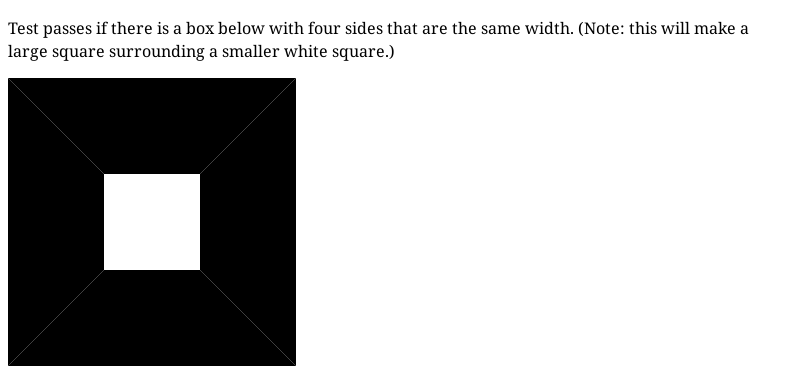 Test passes if there is a box below with four sides that are the same width. (Note: this will make a
large square surrounding a smaller white square.)